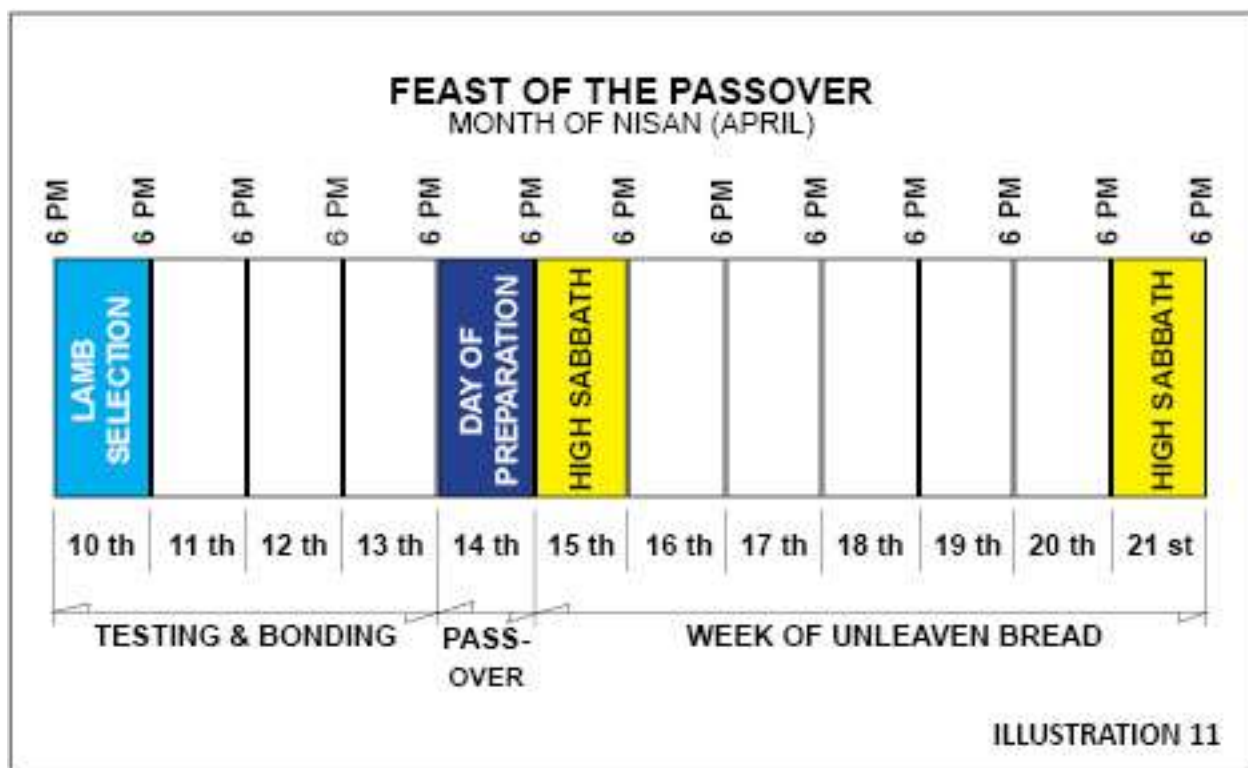 FEAST OF THE PASSOVER
MONTH OF NISAN (APRIL)
6 PM
6 PM
6 PM
6 PM
6 PM
6 PM
6 PM
6 PM
6 PM
6 PM
6 PM
6 PM
6 PM
LAMB
SELECTION
DAY OF
PREPARATION
HIGH SABBATH
HIGH SABBATH
10 th
11 th
12 th
13 th
14 th
15 th
16 th
17 th
18 th
19 th
20 th
21 st
TESTING & BONDING
PASS-
OVER
WEEK OF UNLEAVEN BREAD
ILLUSTRATION 11